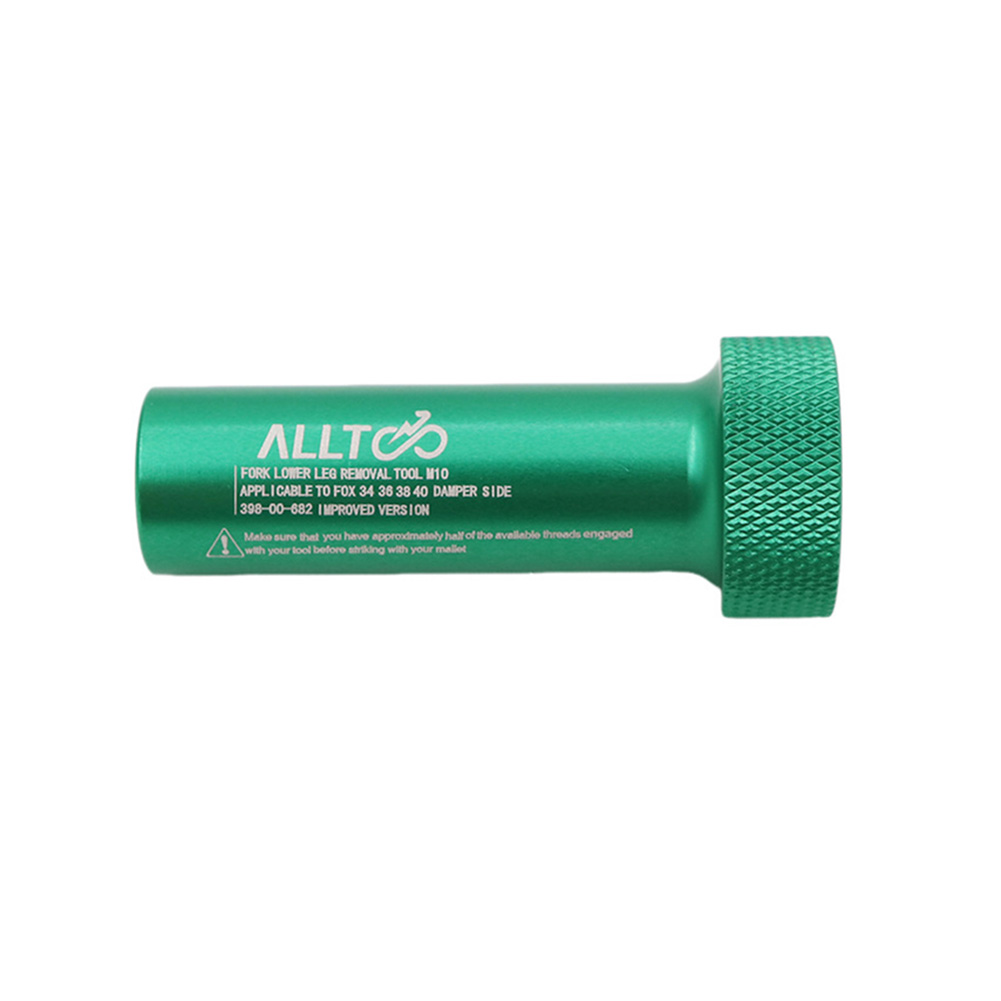 ALLTOO
FORK LOWER LEG REMOVAL TOOL M10
APPLICABLE TO FOX 34 36 38 40 DAMPER SIDE
398-00-682 IMPROVED VERSION
Make sure that you have approximately half of the available threads engaged
with your tool before striking with your mallet